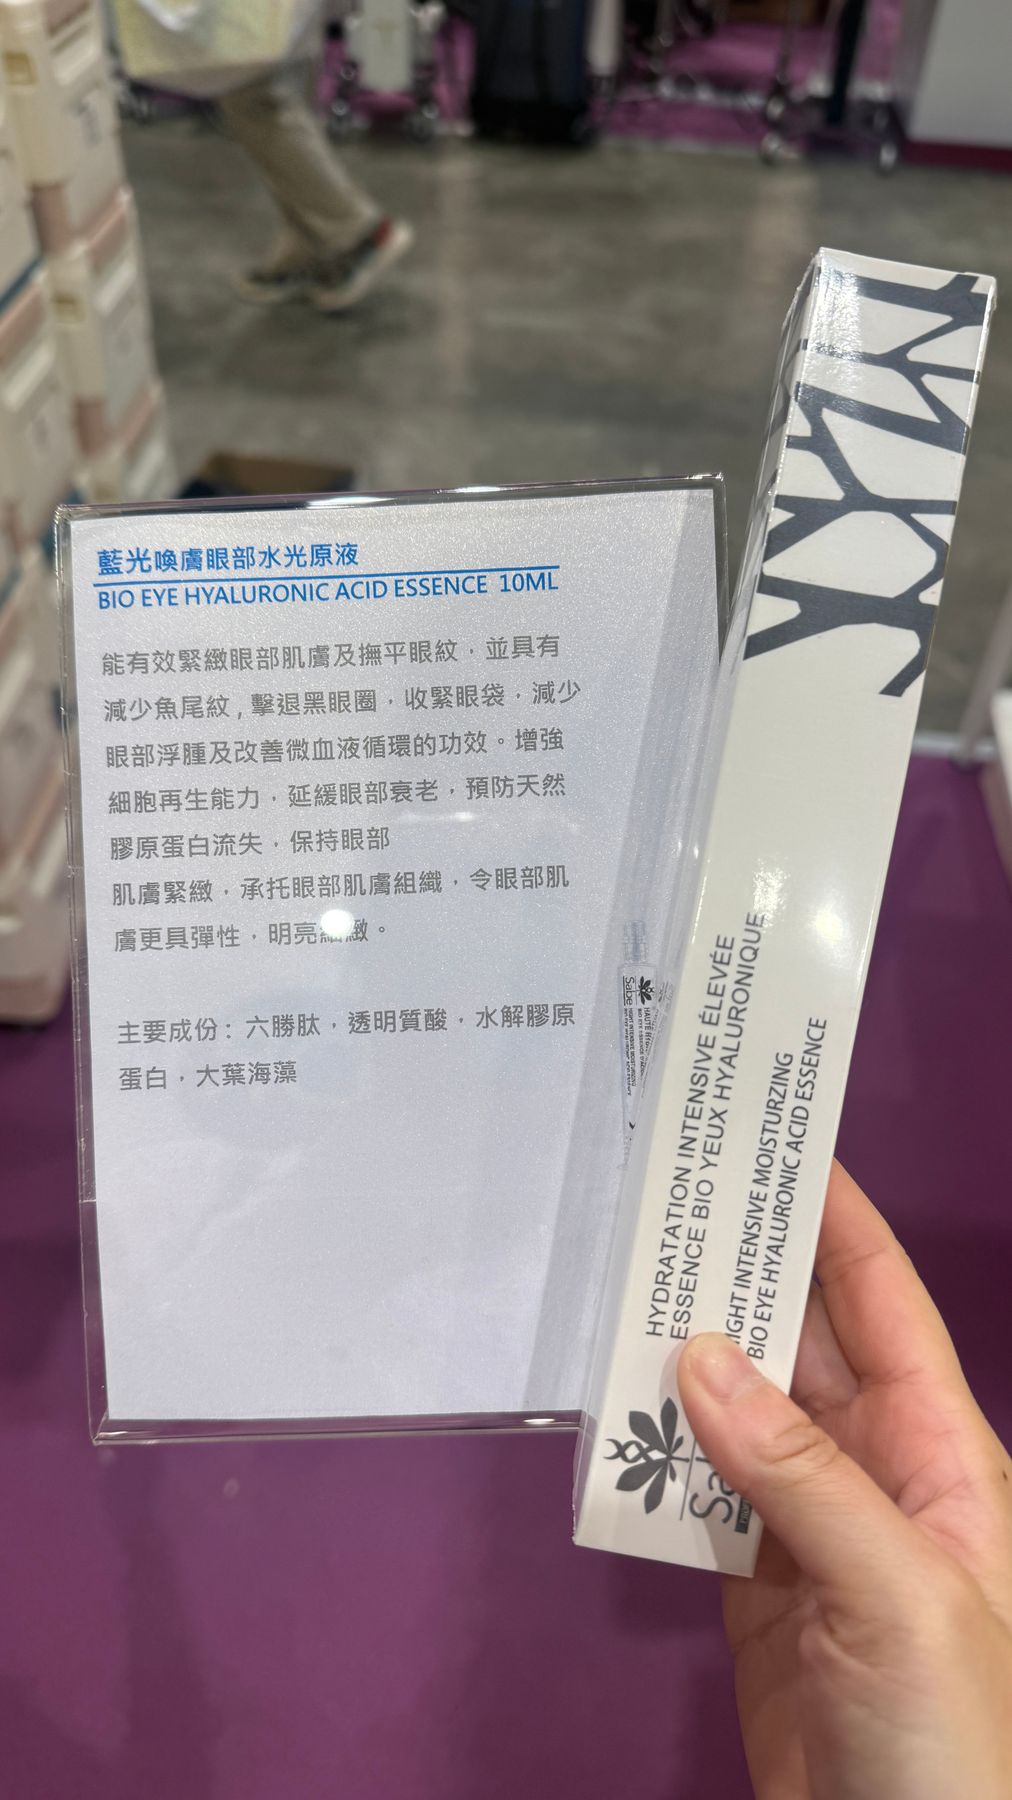 藍光喚膚眼部水光原液
BIO EYE HYALURONIC ACID ESSENCE 10ML
能有效緊緻眼部肌膚及撫平眼紋，並具有
減少魚尾紋，擊退黑眼圈，收緊眼袋，減少
眼部浮腫及改善微血液循環的功效。增強
細胞再生能力，延緩眼部衰老，預防天然
膠原蛋白流失，保持眼部
肌膚緊緻，承托眼部肌膚組織，令眼部肌
膚更具彈性，明亮細緻。
主要成份：六勝肽，透明質酸，水解膠原
蛋白，大葉海藻
Sabe
HYDRATATION INTENSIVE ÉLEVÉE
ESSENCE BIO YEUX HYALURONIQUE
INTENSIVE MOISTURZING
BIO EYE HYALURONIC ACID ESSENCE